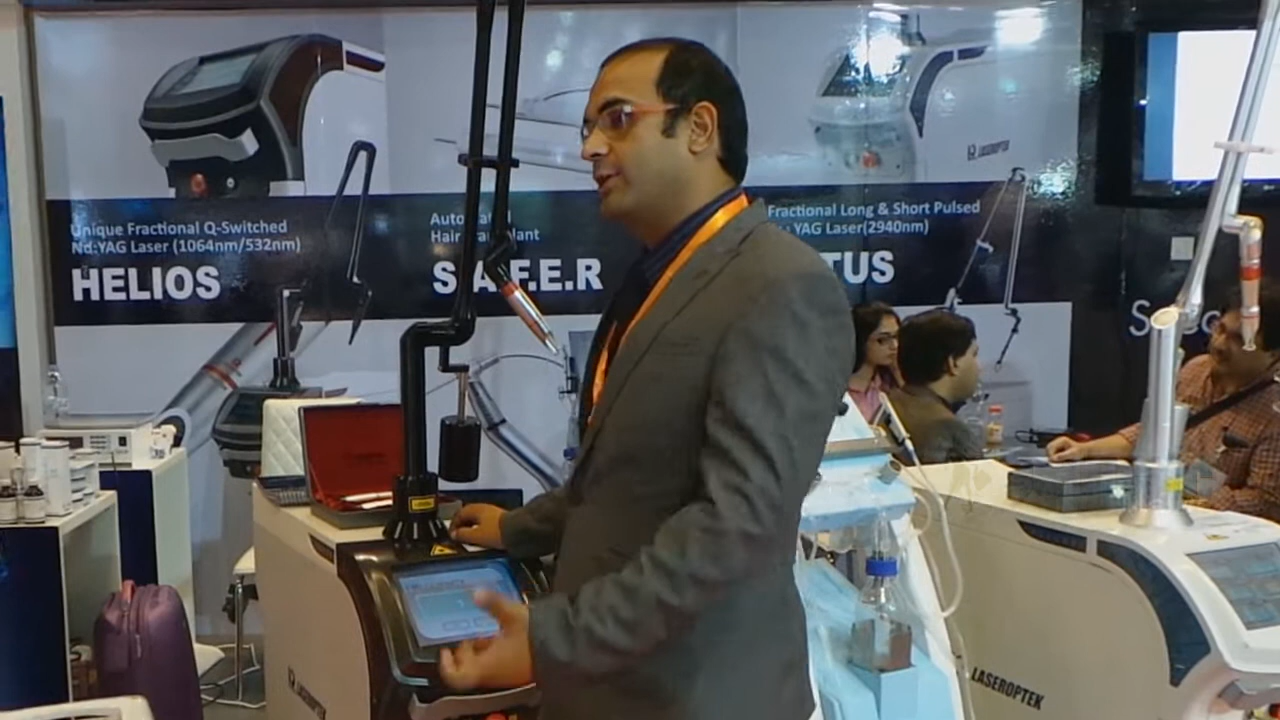 LASEROPTEK
Unique Fractional Q-Switched
Nd:YAG Laser (1064nm/532nm)
HELIOS
Hair
S.A.F.E.R
Fractional Long & Short Pulsed
YAG Laser(2940nm)
TUS
LASEROPTEK
LASEROPTEK